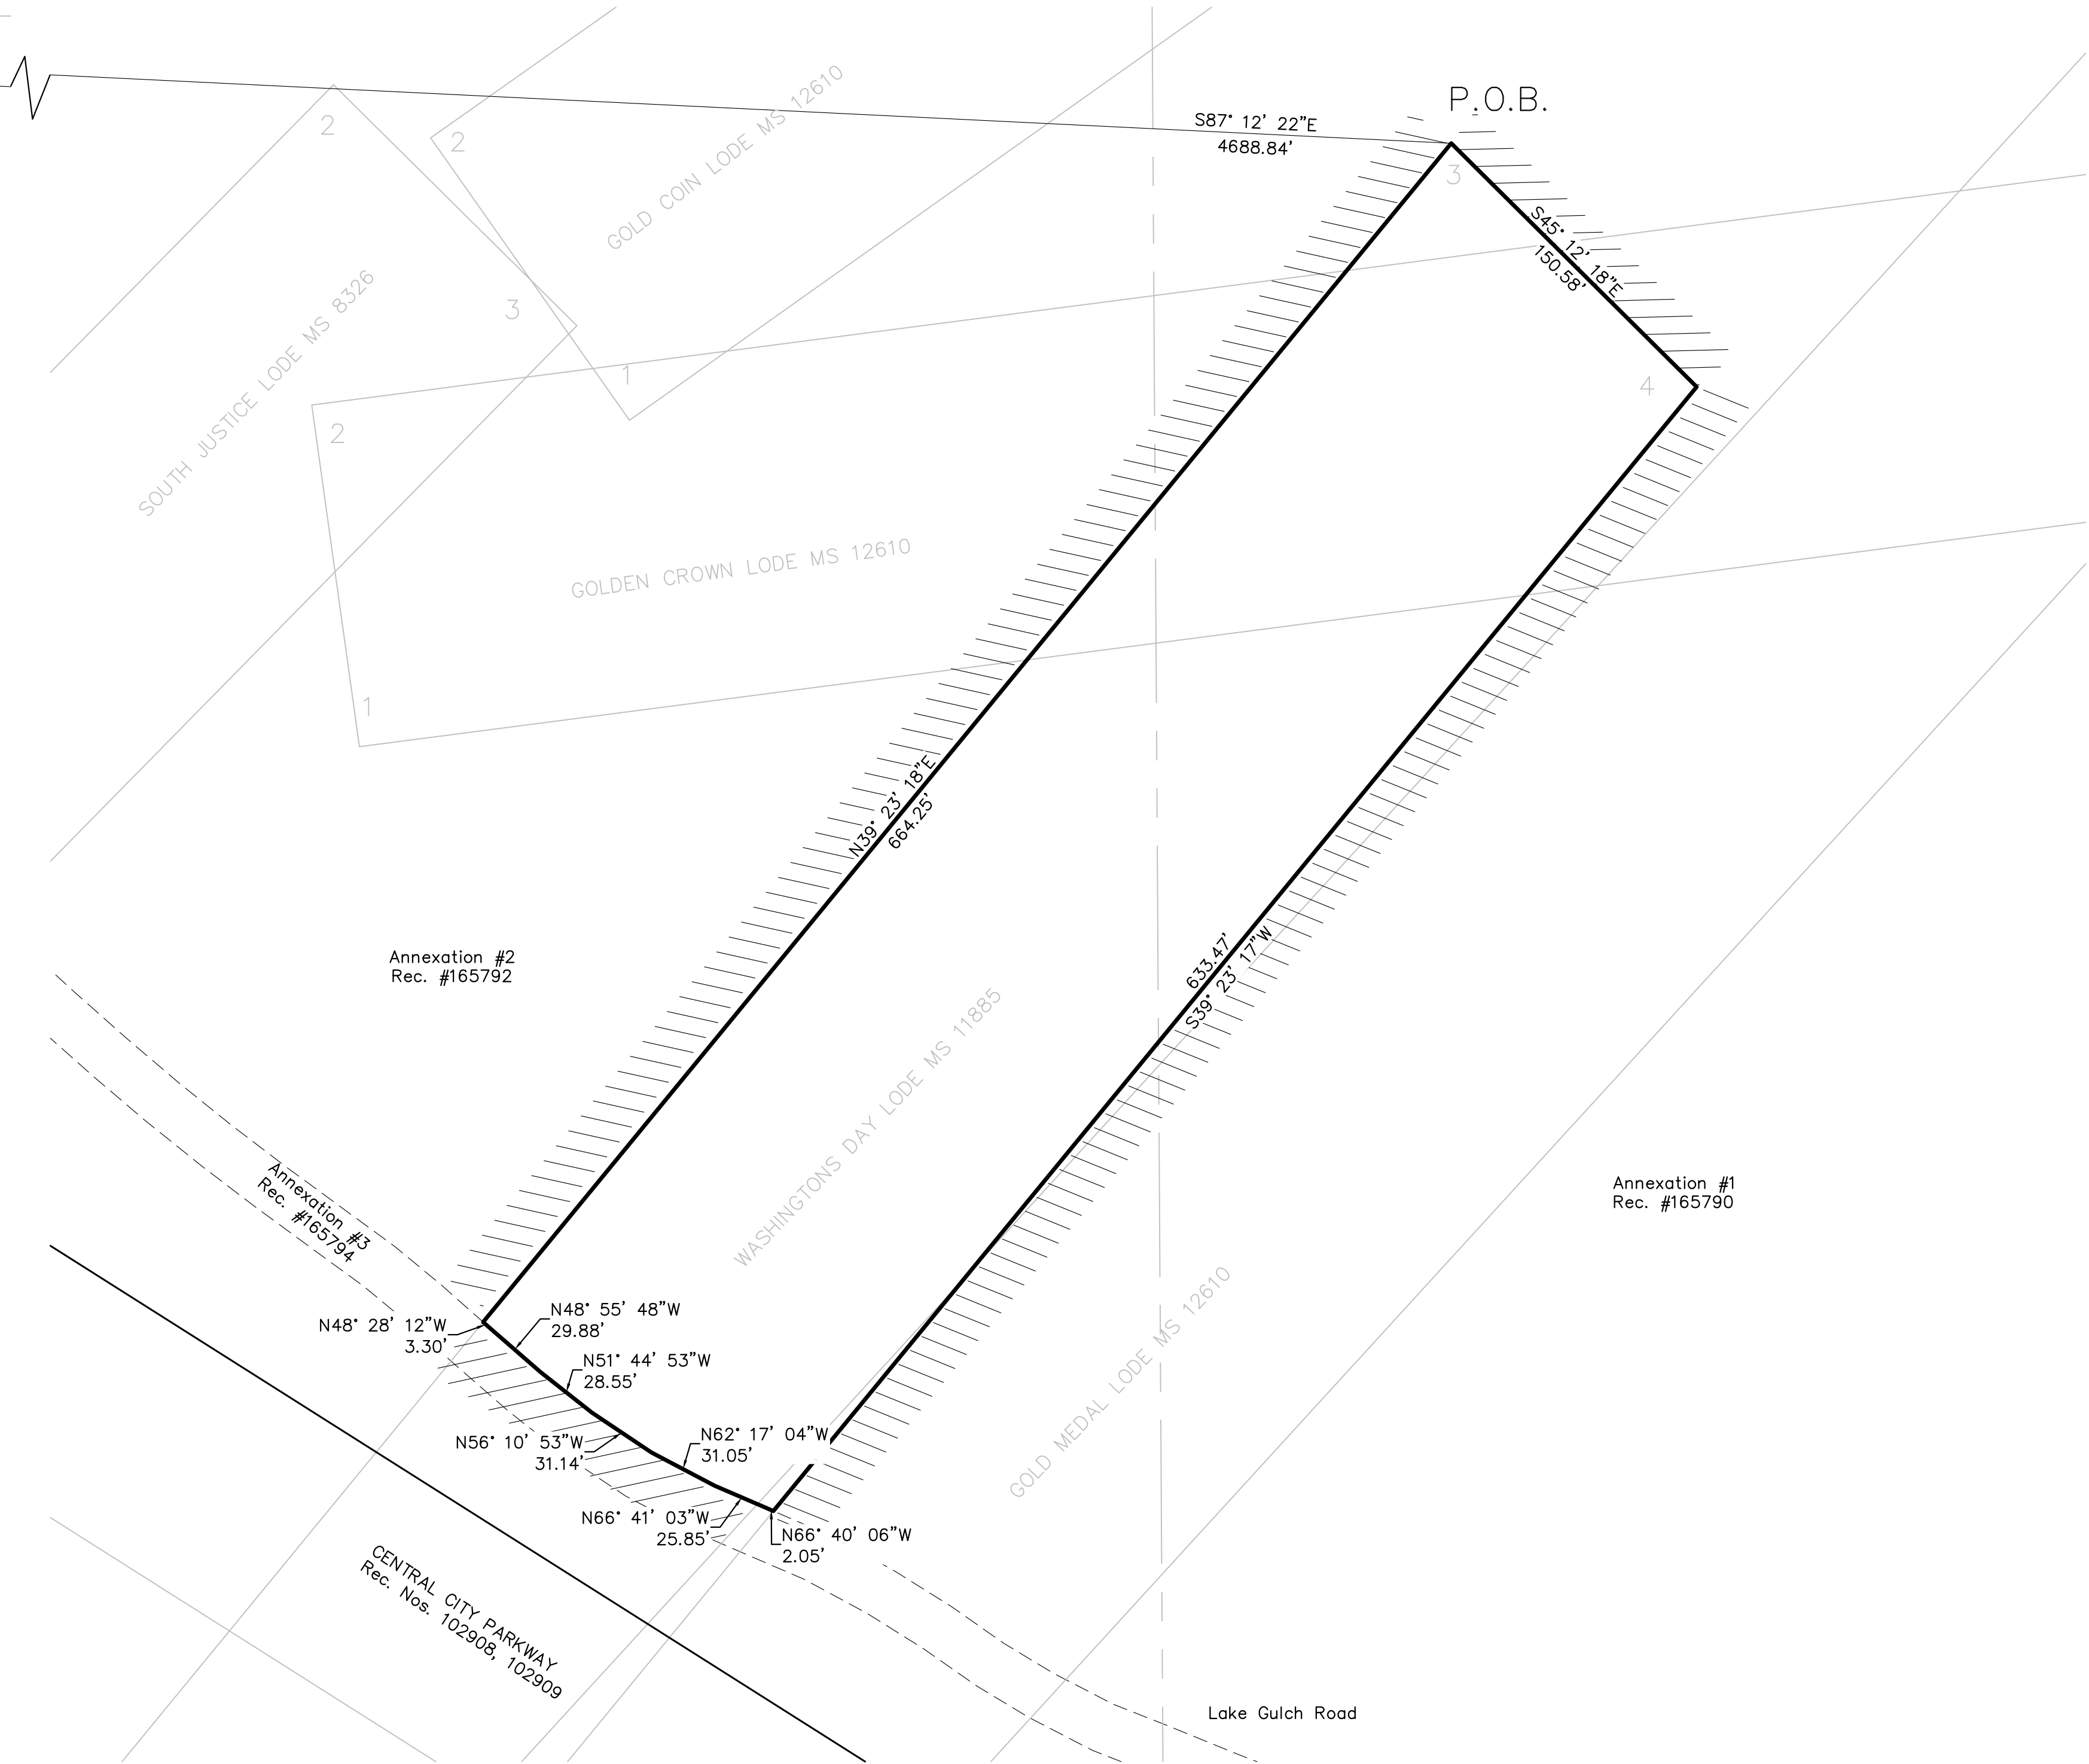 P.O.B.
S87° 12' 22"E
4688.84'
2
2
GOLD COIN LODE MS 12610
3
S45° 12' 18"E
150.58'
SOUTH JUSTICE LODE MS 8326
3
1
4
2
GOLDEN CROWN LODE MS 12610
1
N39° 23' 18"E
664.25'
633.47'
S39° 23' 17"W
Annexation #2
Rec. #165792
WASHINGTONS DAY LODE MS 11885
Annexation #3
Rec. #165794
Annexation #1
Rec. #165790
N48° 28' 12"W
3.30'
N48° 55' 48"W
29.88'
N51° 44' 53"W
28.55'
N56° 10' 53"W
31.14'
N62° 17' 04"W
31.05'
GOLD MEDAL LODE MS 12610
N66° 41' 03"W
25.85'
N66° 40' 06"W
2.05'
CENTRAL CITY PARKWAY
Rec. Nos. 102908, 102909
Lake Gulch Road